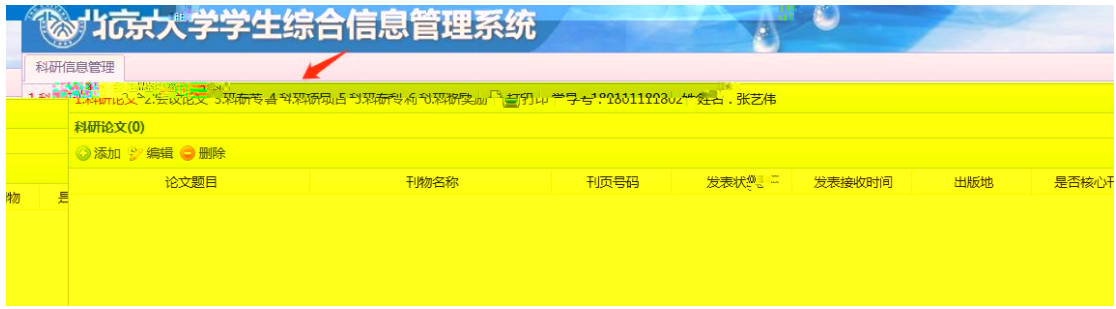 北京大学学生综合信息管理系统
科研信息管理
1.科研论文 2.会议论文 3.科研专著 4.科研项目 5.科研专利 6.科研奖励 打印 学号: 姓名:张艺伟
科研论文(0)
添加 编辑 删除
论文题目 刊物名称 刊页号码 发表状 发表接收时间 出版地 是否核心刊
物 是